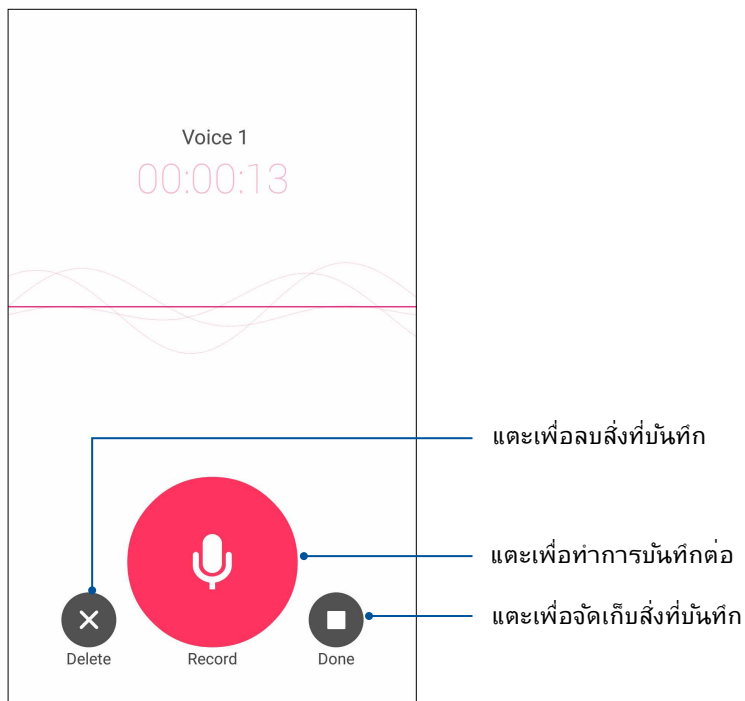 Voice 1
00:00:13
แตะเพื่อลบสิ่งที่บันทึก
แตะเพื่อทำการบันทึกต่อ
แตะเพื่อจัดเก็บสิ่งที่บันทึก
Delete
Record
Done